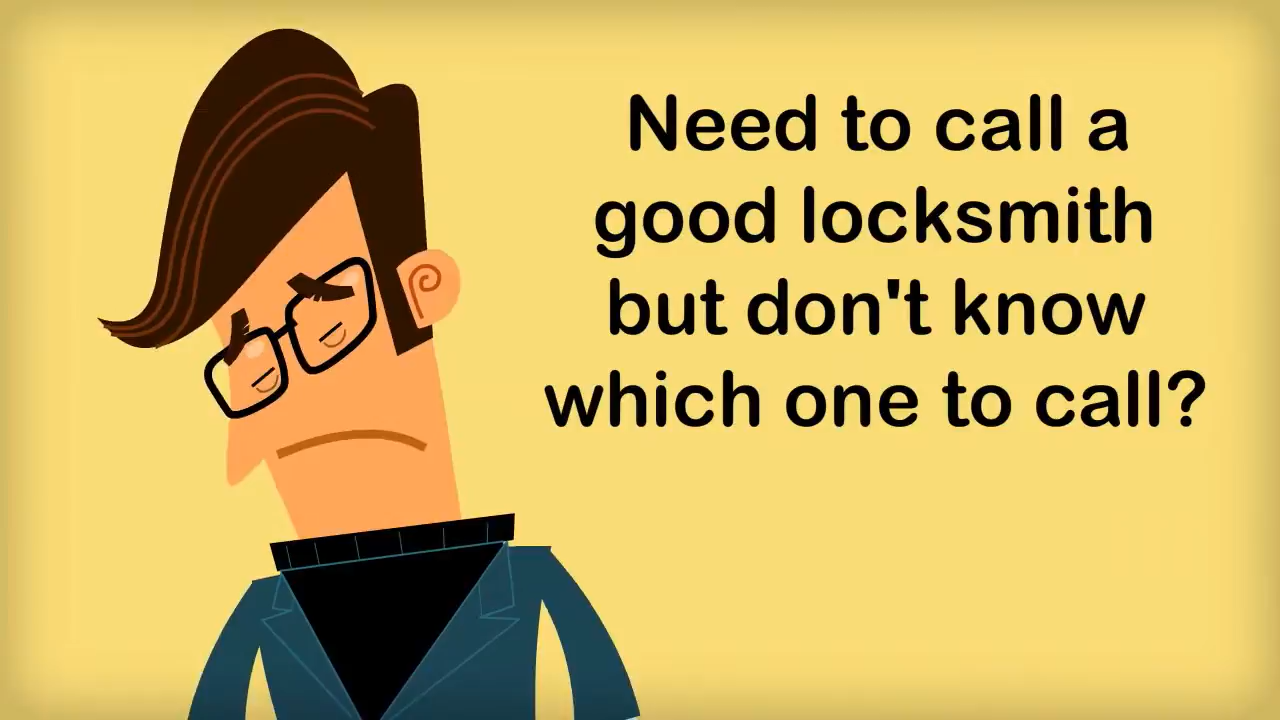 Need to call a
good locksmith
but don't know
which one to call?